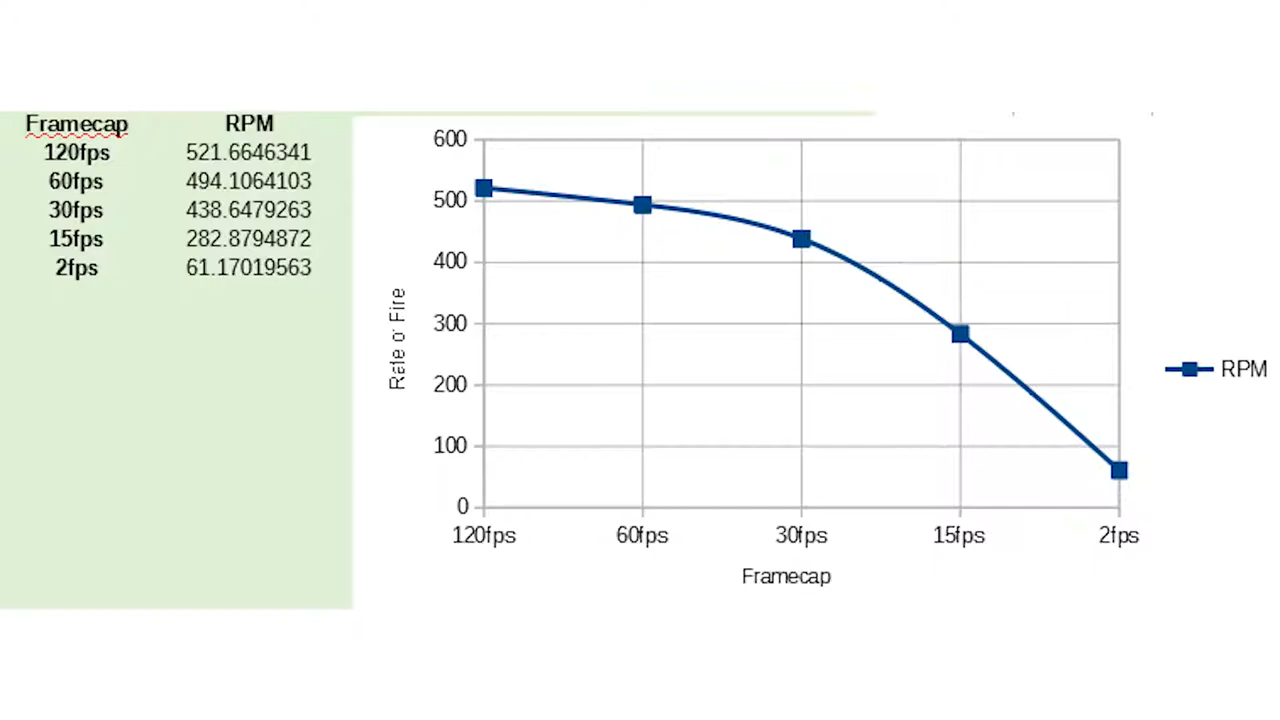 Framecap RPM
120fps 521.6646341
60fps 494.1064103
30fps 438.6479263
15fps 282.8794872
2fps 61.17019563
600
500
400
300
200
100
0
Rate of Fire
120fps 60fps 30fps 15fps 2fps
Framecap
RPM